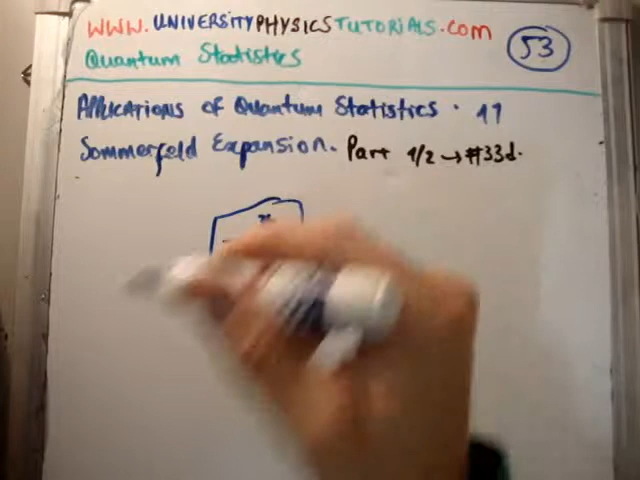 WWW.UNIVERSITYPHYSICSTUTORIALS.COM
53
Quantum Statistics
Applications of Quantum Statistics. 11
Sommerfeld Expansion. Part 1/2 → #33d.